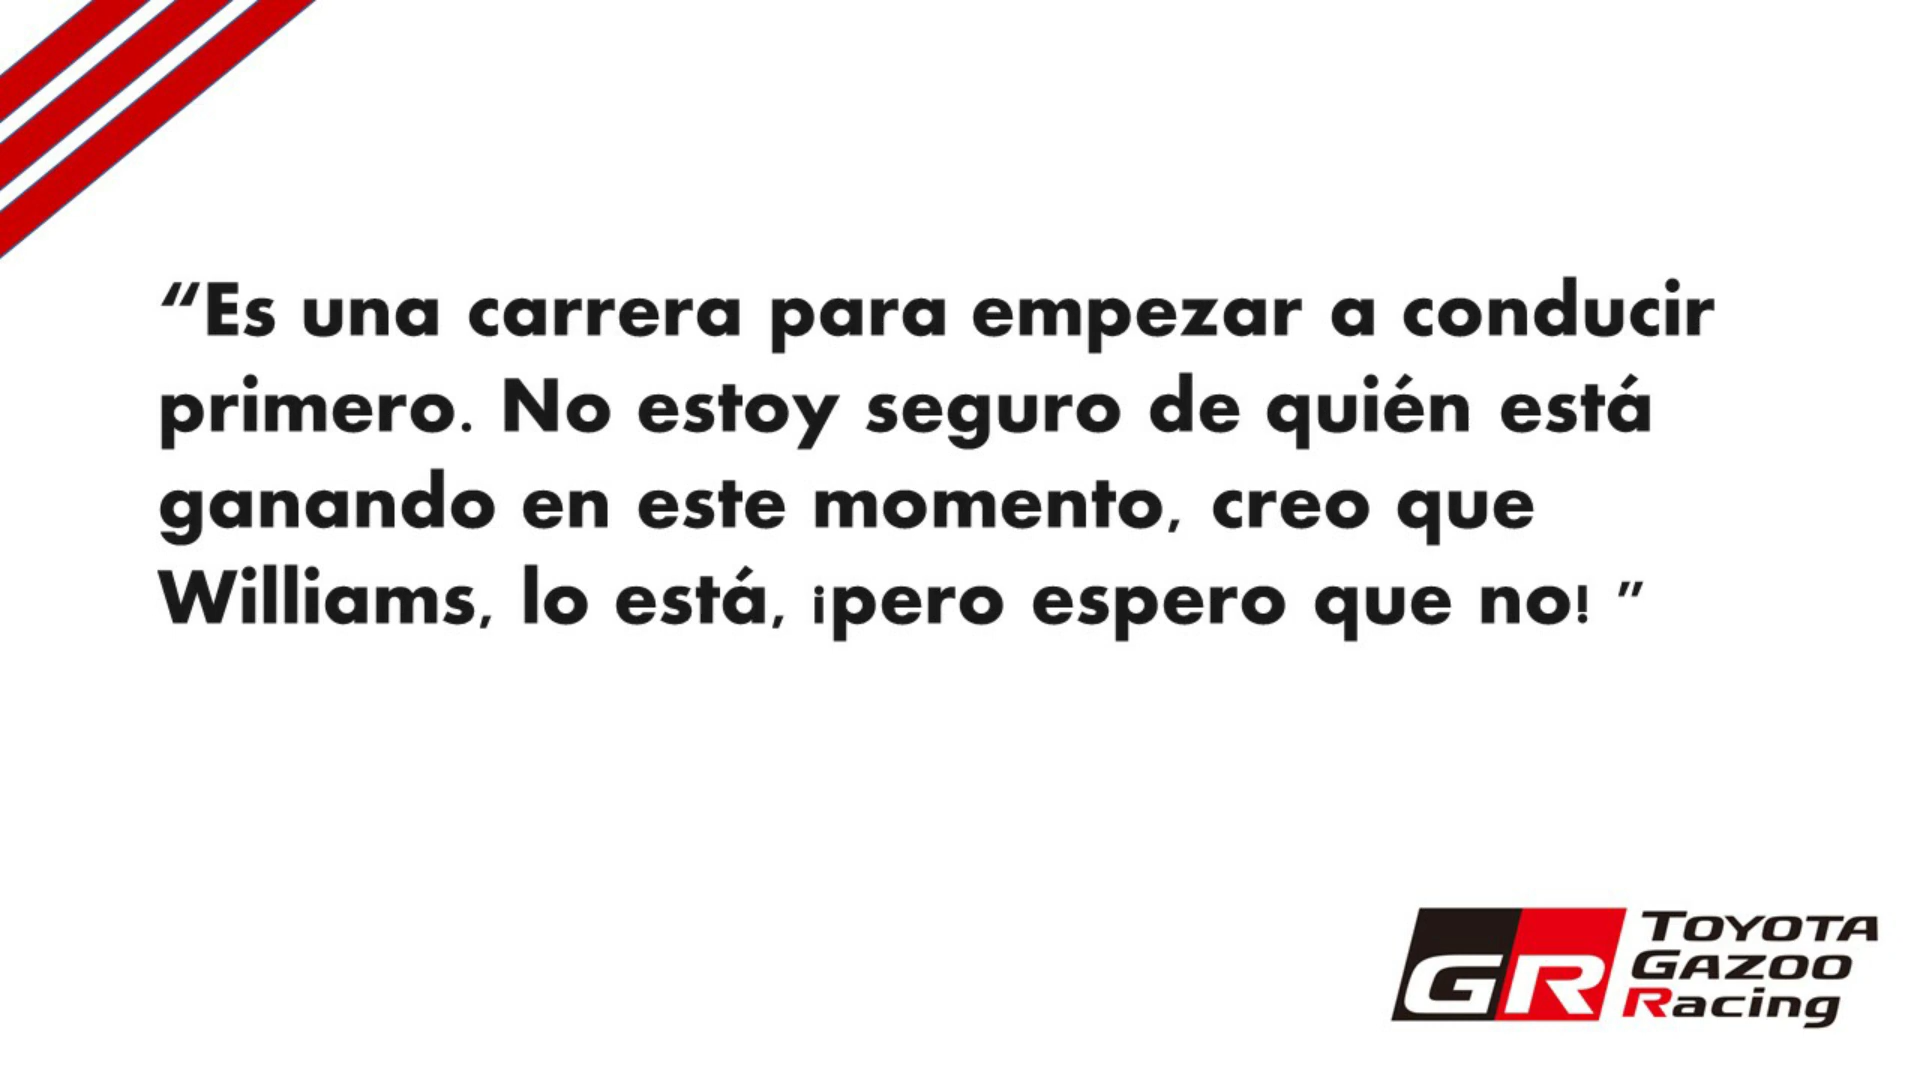 “Es una carrera para empezar a conducir
primero. No estoy seguro de quién está
ganando en este momento, creo que
Williams, lo está, ¡pero espero que no! ”
GR
TOYOTA
GAZOO
Racing